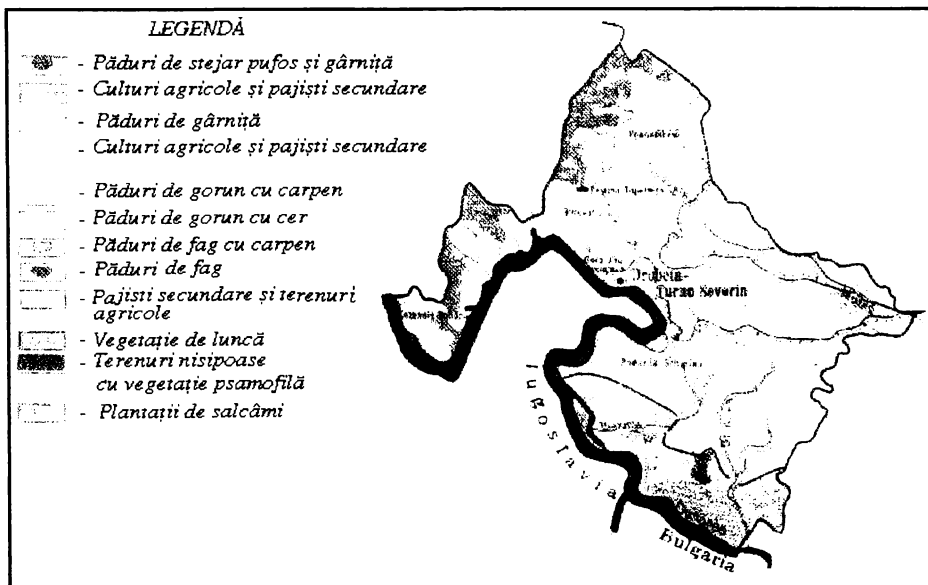 LEGENDĂ
- Păduri de stejar pufos și gârniță
- Culturi agricole și pajiști secundare
- Păduri de gârniță
- Culturi agricole și pajiști secundare
- Păduri de gorun cu carpen
- Păduri de gorun cu cer
- Păduri de fag cu carpen
- Păduri de fag
- Pajisti secundare și terenuri
agricole
- Vegetație de luncă
- Terenuri nisipoase
cu vegetație psamofilă
- Plantații de salcâmi
Drobeta
Turnu Severin
Iugoslavia
Bulgaria